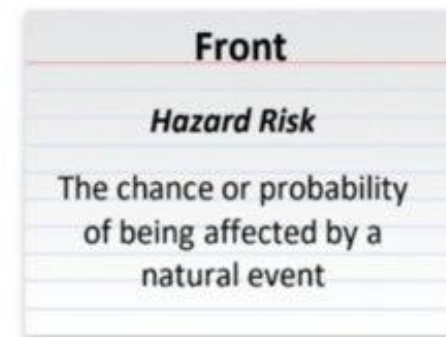 Front
Hazard Risk
The chance or probability
of being affected by a
natural event